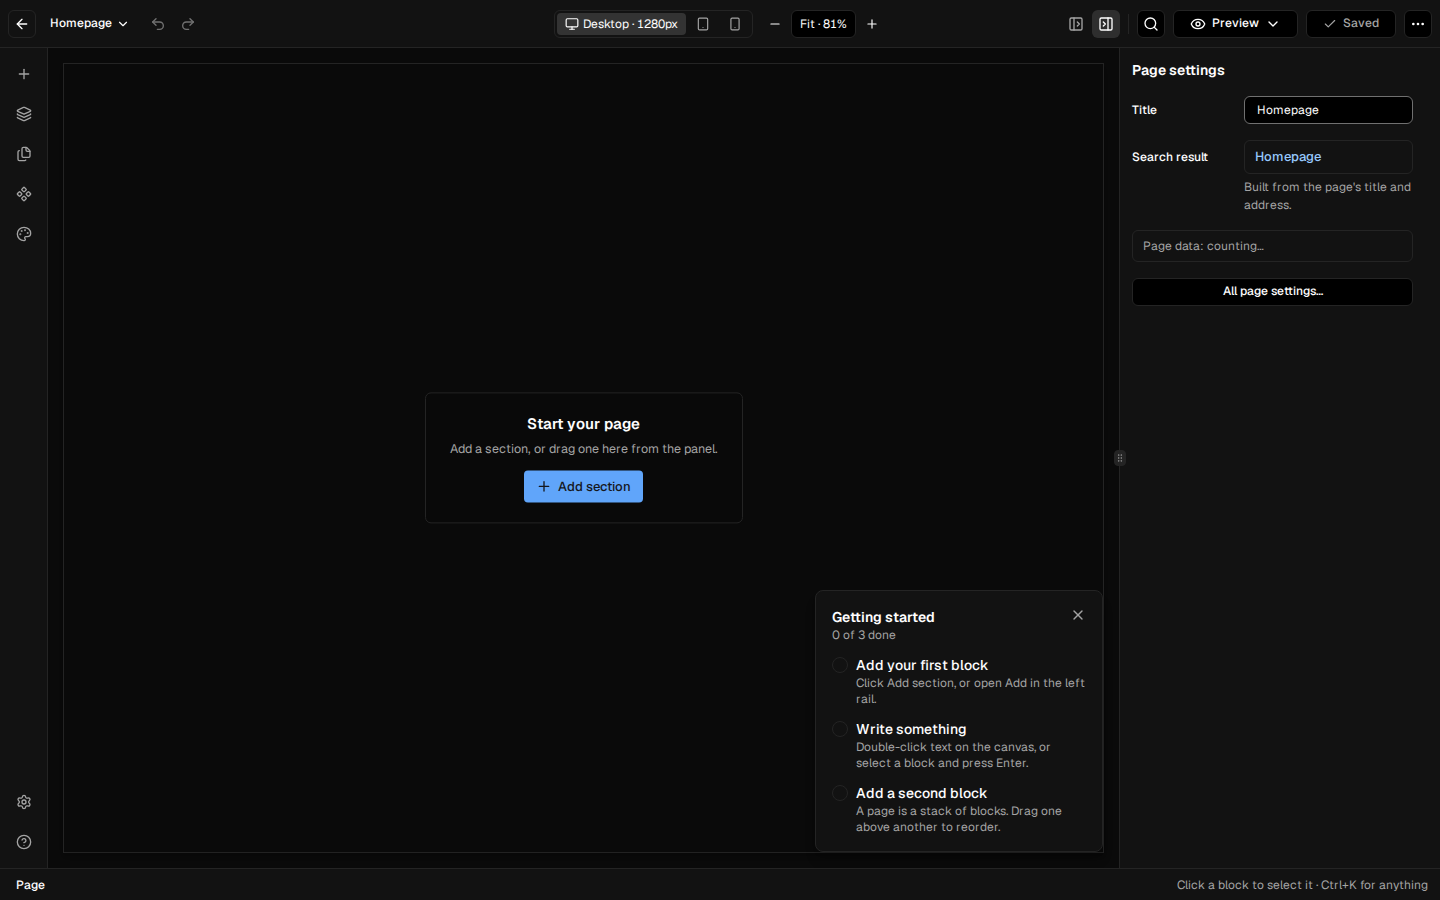 Homepage
Desktop · 1280px
Fit · 81%
Preview
Saved
Page settings
Title
Homepage
Search result
Homepage
Built from the page's title and
address.
Page data: counting…
All page settings…
Start your page
Add a section, or drag one here from the panel.
Add section
Getting started
0 of 3 done
Add your first block
Click Add section, or open Add in the left
rail.
Write something
Double-click text on the canvas, or
select a block and press Enter.
Add a second block
A page is a stack of blocks. Drag one
above another to reorder.
Page
Click a block to select it · Ctrl+K for anything